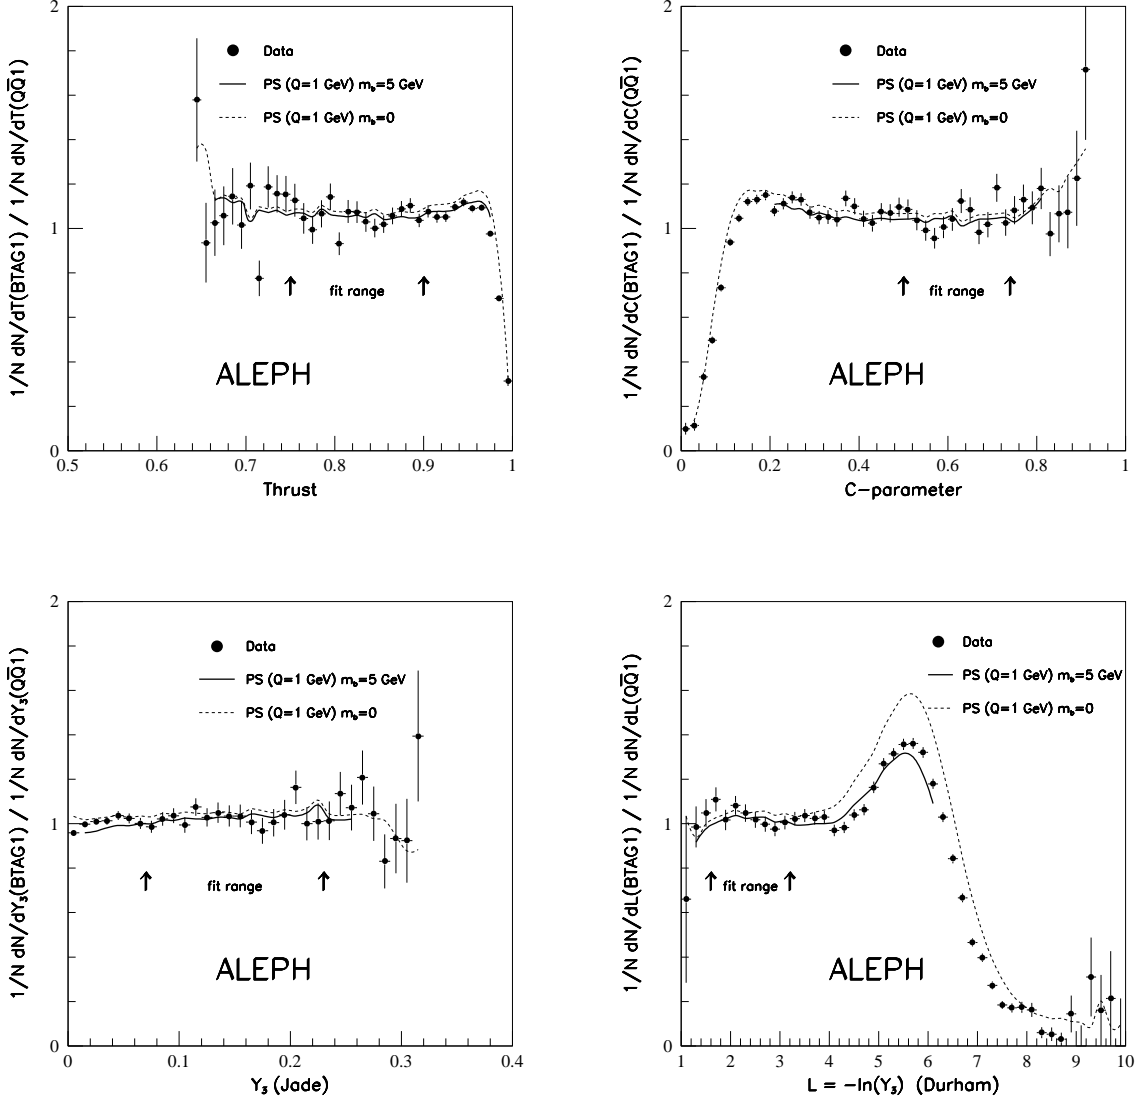 1/N dN/dT(BTAG1) / 1/N dN/dT(QQ̅1)
2
1
0
Data
PS (Q=1 GeV) m_b=5 GeV
PS (Q=1 GeV) m_b=0
fit range
ALEPH
0.5 0.6 0.7 0.8 0.9 1
Thrust
1/N dN/dC(BTAG1) / 1/N dN/dC(QQ̅1)
2
1
0
Data
PS (Q=1 GeV) m_b=5 GeV
PS (Q=1 GeV) m_b=0
fit range
ALEPH
0 0.2 0.4 0.6 0.8 1
C-parameter
1/N dN/dY₃(BTAG1) / 1/N dN/dY₃(QQ̅1)
2
1
0
Data
PS (Q=1 GeV) m_b=5 GeV
PS (Q=1 GeV) m_b=0
fit range
ALEPH
0 0.1 0.2 0.3 0.4
Y₃ (Jade)
1/N dN/dL(BTAG1) / 1/N dN/dL(QQ̅1)
2
1
0
Data
PS (Q=1 GeV) m_b=5 GeV
PS (Q=1 GeV) m_b=0
fit range
ALEPH
1 2 3 4 5 6 7 8 9 10
L = -ln(Y₃) (Durham)